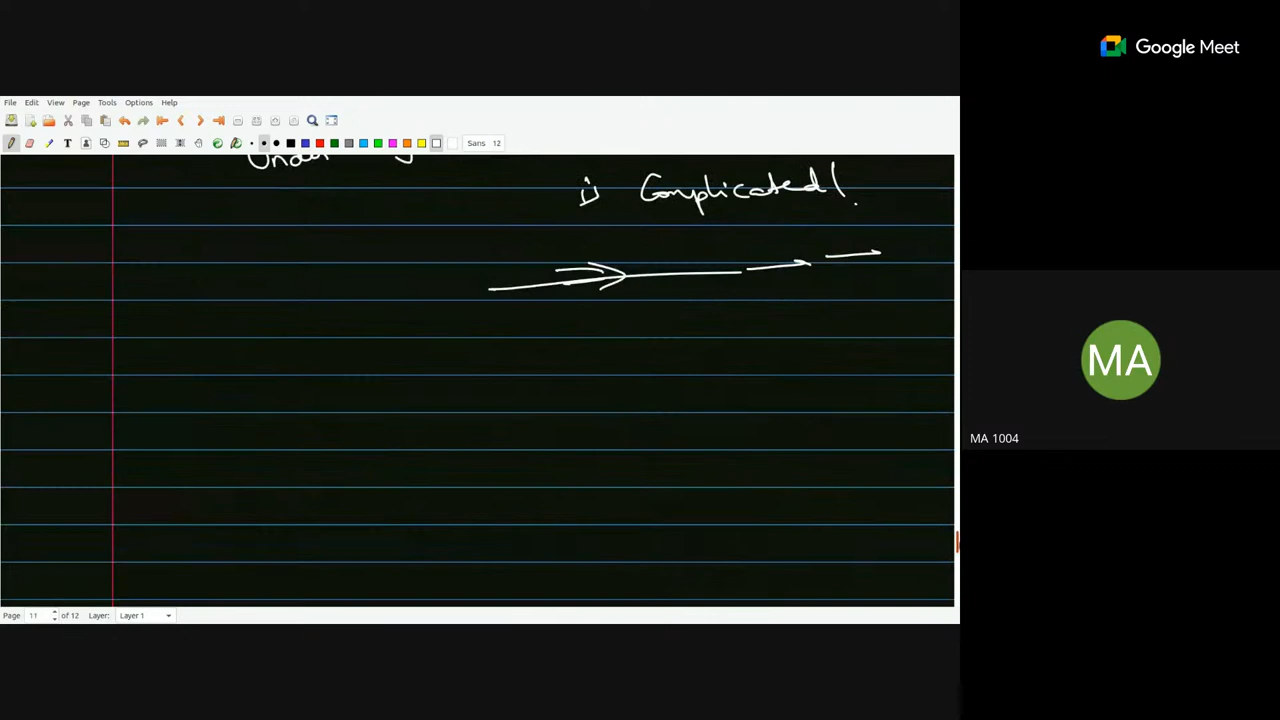 Google Meet
File Edit View Page Tools Options Help
Sans 12
is Complicated!
MA
MA 1004
Page 11 of 12 Layer: Layer 1